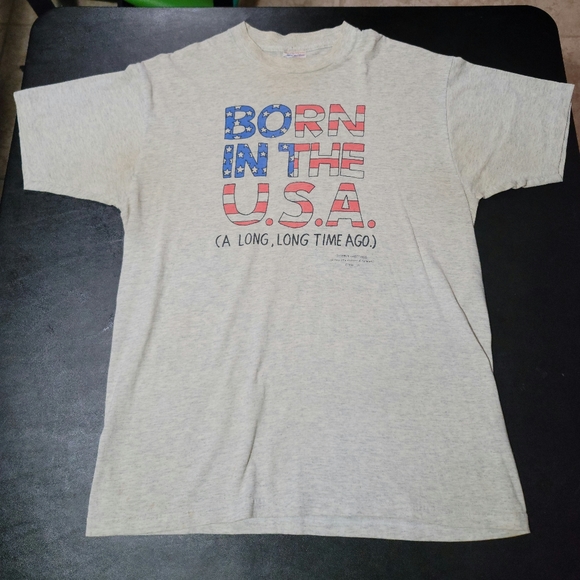 BORN
IN THE
U.S.A.
(A LONG, LONG TIME AGO.)